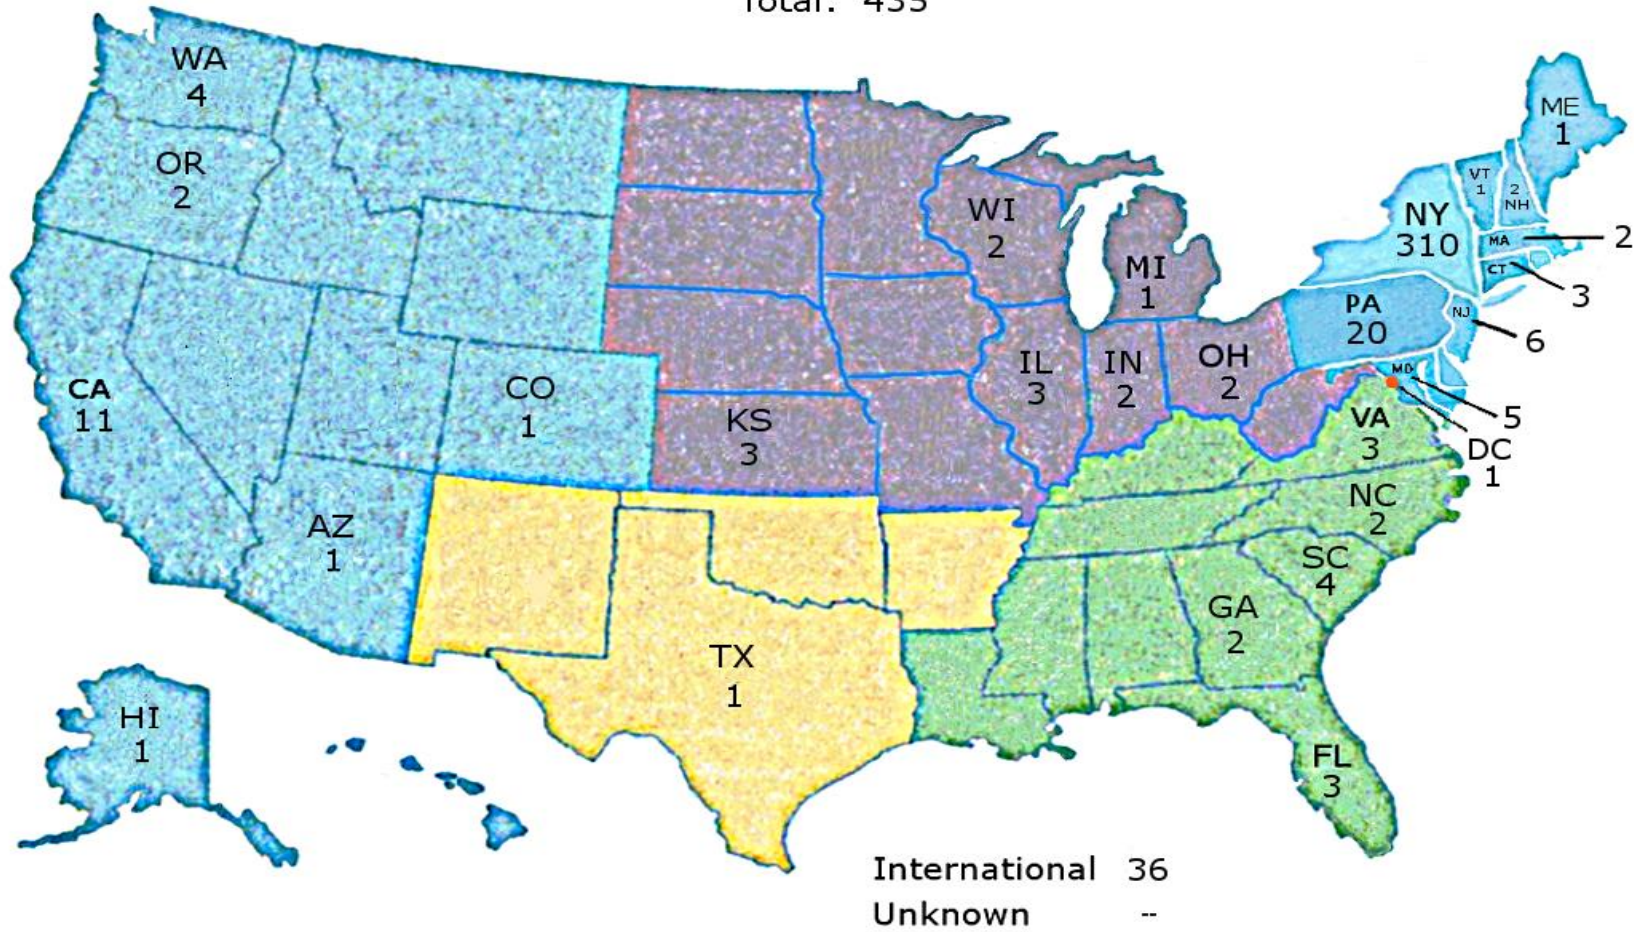 Total: 435
WA
4
OR
2
CA
11
AZ
1
CO
1
KS
3
TX
1
HI
1
WI
2
MI
1
IL
3
IN
2
OH
2
ME
1
VT
1
2
NH
NY
310
MA
2
CT
3
PA
20
NJ
6
MD
5
DC
1
VA
3
NC
2
SC
4
GA
2
FL
3
International 36
Unknown --